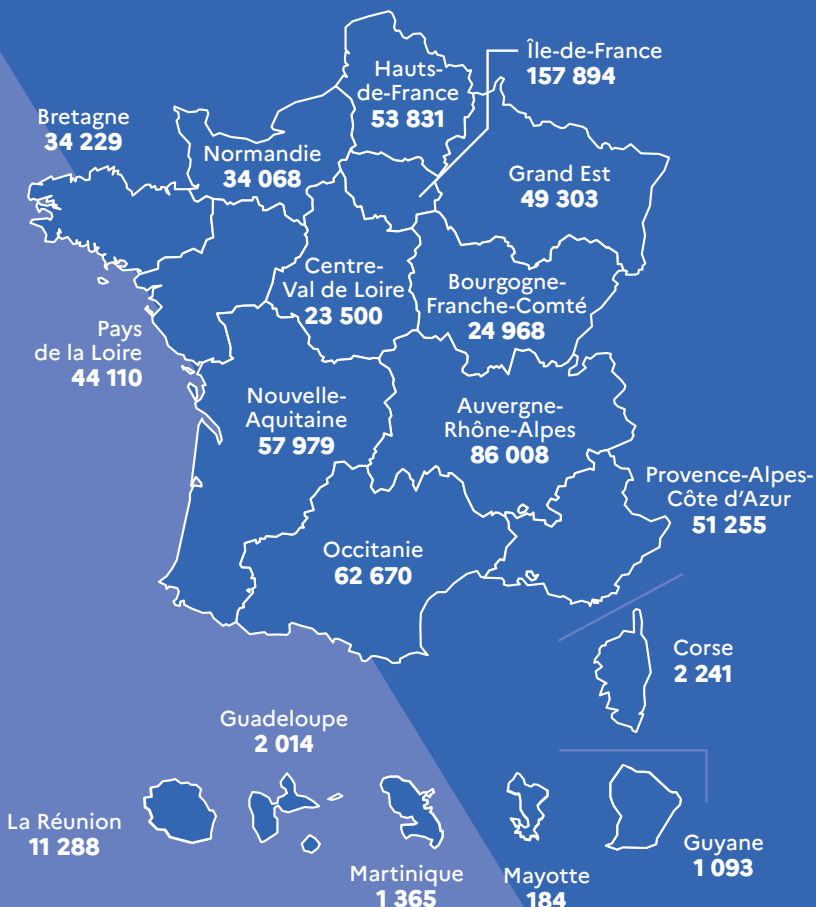 Île-de-France
157 894
Hauts-
de-France
53 831
Bretagne
34 229
Normandie
34 068
Grand Est
49 303
Centre-
Val de Loire
23 500
Bourgogne-
Franche-Comté
24 968
Pays
de la Loire
44 110
Nouvelle-
Aquitaine
57 979
Auvergne-
Rhône-Alpes
86 008
Provence-Alpes-
Côte d'Azur
51 255
Occitanie
62 670
Corse
2 241
Guadeloupe
2 014
La Réunion
11 288
Martinique
1 365
Mayotte
184
Guyane
1 093